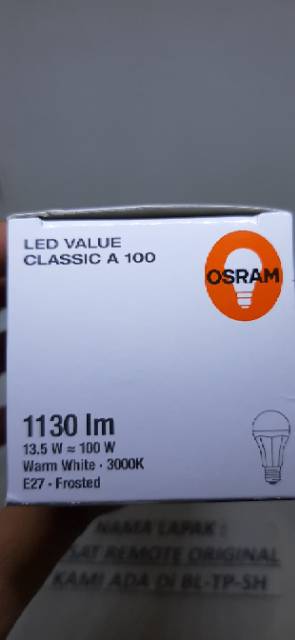 LED VALUE
CLASSIC A 100
OSRAM
1130 lm
13.5 W ≈ 100 W
Warm White · 3000K
E27 · Frosted
NAMA LAPAK :
SAT REMOTE ORIGINAL
KAMI ADA DI BL-TP-SH